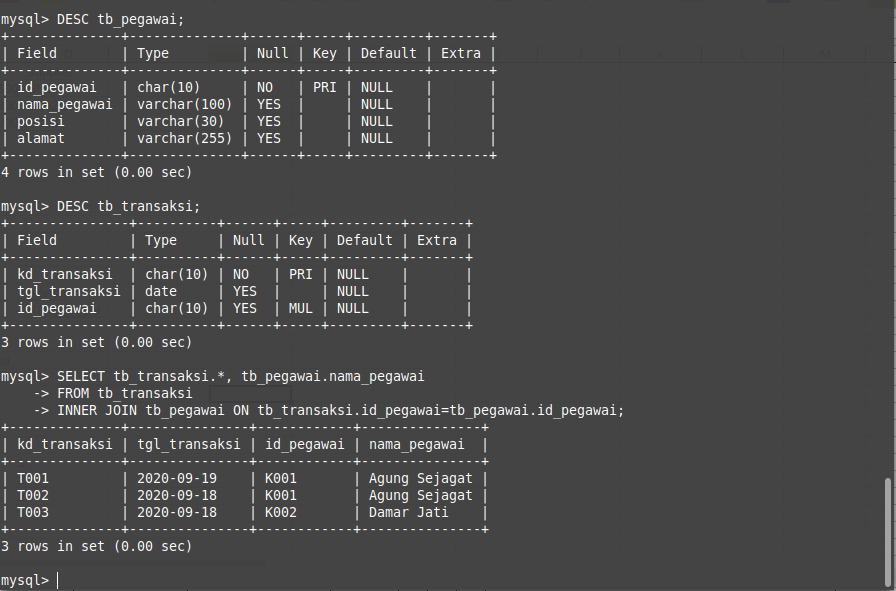 mysql> DESC tb_pegawai;
+--------------+--------------+------+-----+---------+-------+
| Field        | Type         | Null | Key | Default | Extra |
+--------------+--------------+------+-----+---------+-------+
| id_pegawai   | char(10)     | NO   | PRI | NULL    |       |
| nama_pegawai | varchar(100) | YES  |     | NULL    |       |
| posisi       | varchar(30)  | YES  |     | NULL    |       |
| alamat       | varchar(255) | YES  |     | NULL    |       |
+--------------+--------------+------+-----+---------+-------+
4 rows in set (0.00 sec)

mysql> DESC tb_transaksi;
+---------------+----------+------+-----+---------+-------+
| Field         | Type     | Null | Key | Default | Extra |
+---------------+----------+------+-----+---------+-------+
| kd_transaksi  | char(10) | NO   | PRI | NULL    |       |
| tgl_transaksi | date     | YES  |     | NULL    |       |
| id_pegawai    | char(10) | YES  | MUL | NULL    |       |
+---------------+----------+------+-----+---------+-------+
3 rows in set (0.00 sec)

mysql> SELECT tb_transaksi.*, tb_pegawai.nama_pegawai
    -> FROM tb_transaksi
    -> INNER JOIN tb_pegawai ON tb_transaksi.id_pegawai=tb_pegawai.id_pegawai;
+--------------+---------------+------------+---------------+
| kd_transaksi | tgl_transaksi | id_pegawai | nama_pegawai  |
+--------------+---------------+------------+---------------+
| T001         | 2020-09-19    | K001       | Agung Sejagat |
| T002         | 2020-09-18    | K001       | Agung Sejagat |
| T003         | 2020-09-18    | K002       | Damar Jati    |
+--------------+---------------+------------+---------------+
3 rows in set (0.00 sec)

mysql>